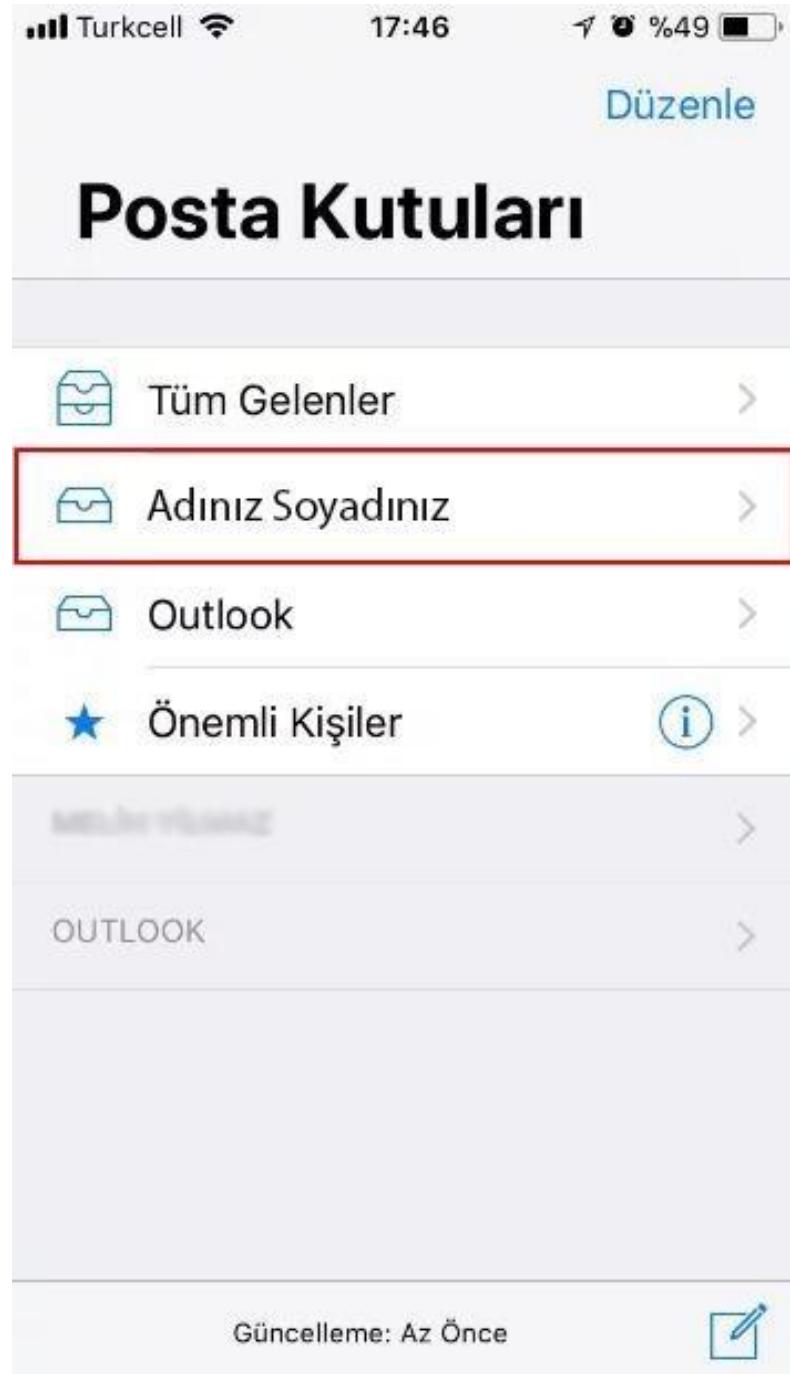 Turkcell 17:46 %49
Düzenle
Posta Kutuları
Tüm Gelenler
Adınız Soyadınız
Outlook
Önemli Kişiler
OUTLOOK
Güncelleme: Az Önce